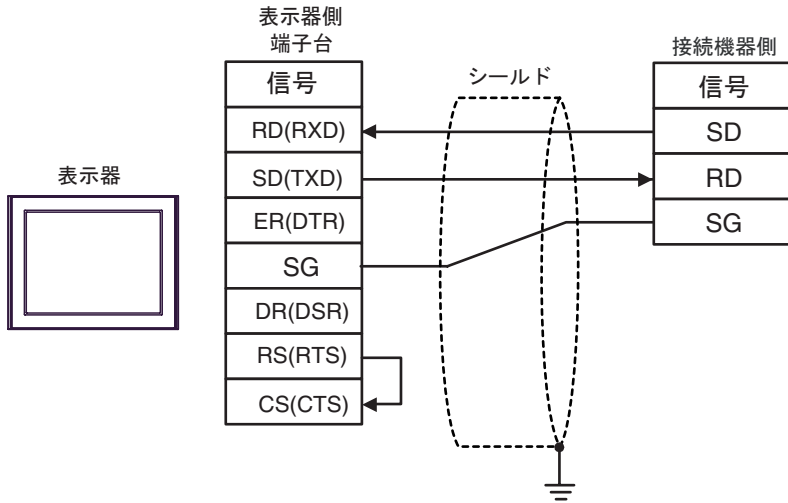 表示器側
端子台
接続機器側
信号
シールド
信号
RD(RXD)
SD
SD(TXD)
RD
表示器
ER(DTR)
SG
SG
DR(DSR)
RS(RTS)
CS(CTS)